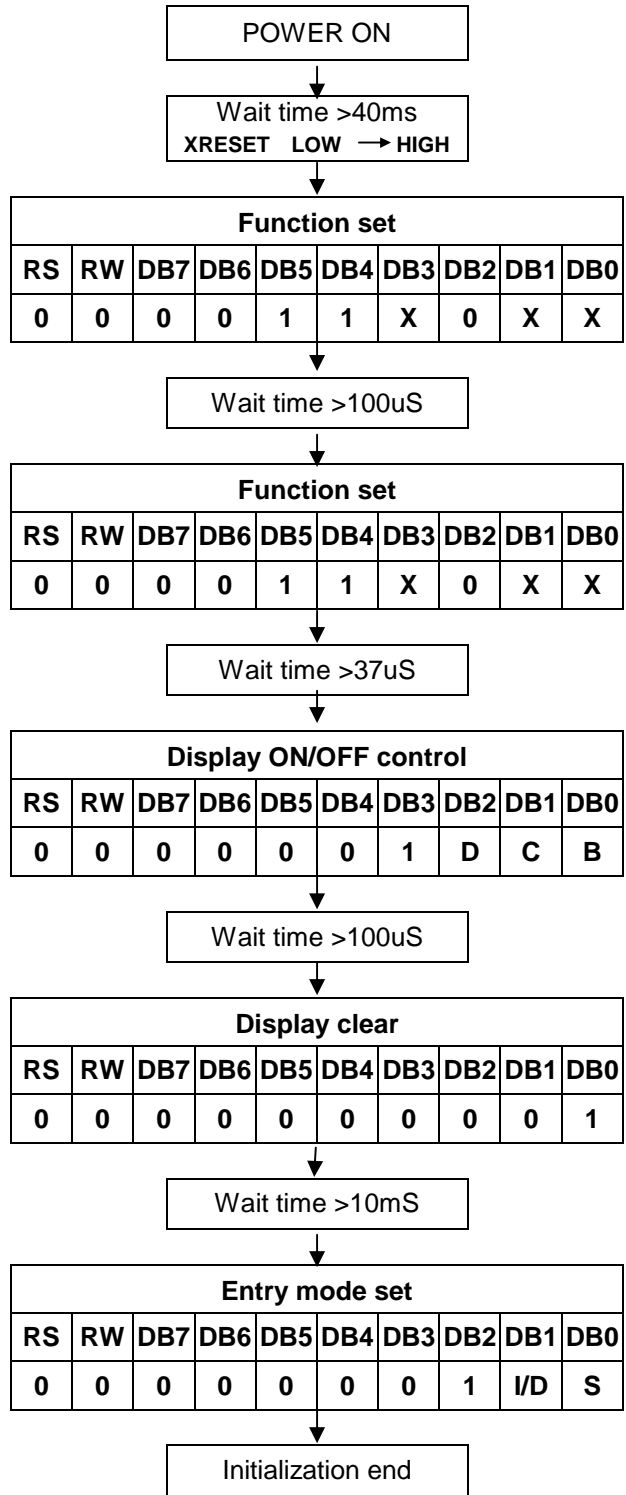 POWER ON
Wait time >40ms
XRESET LOW → HIGH
Function set
RS RW DB7 DB6 DB5 DB4 DB3 DB2 DB1 DB0
0 0 0 0 1 1 X 0 X X
Wait time >100uS
Function set
RS RW DB7 DB6 DB5 DB4 DB3 DB2 DB1 DB0
0 0 0 0 1 1 X 0 X X
Wait time >37uS
Display ON/OFF control
RS RW DB7 DB6 DB5 DB4 DB3 DB2 DB1 DB0
0 0 0 0 0 0 1 D C B
Wait time >100uS
Display clear
RS RW DB7 DB6 DB5 DB4 DB3 DB2 DB1 DB0
0 0 0 0 0 0 0 0 0 1
Wait time >10mS
Entry mode set
RS RW DB7 DB6 DB5 DB4 DB3 DB2 DB1 DB0
0 0 0 0 0 0 0 1 I/D S
Initialization end